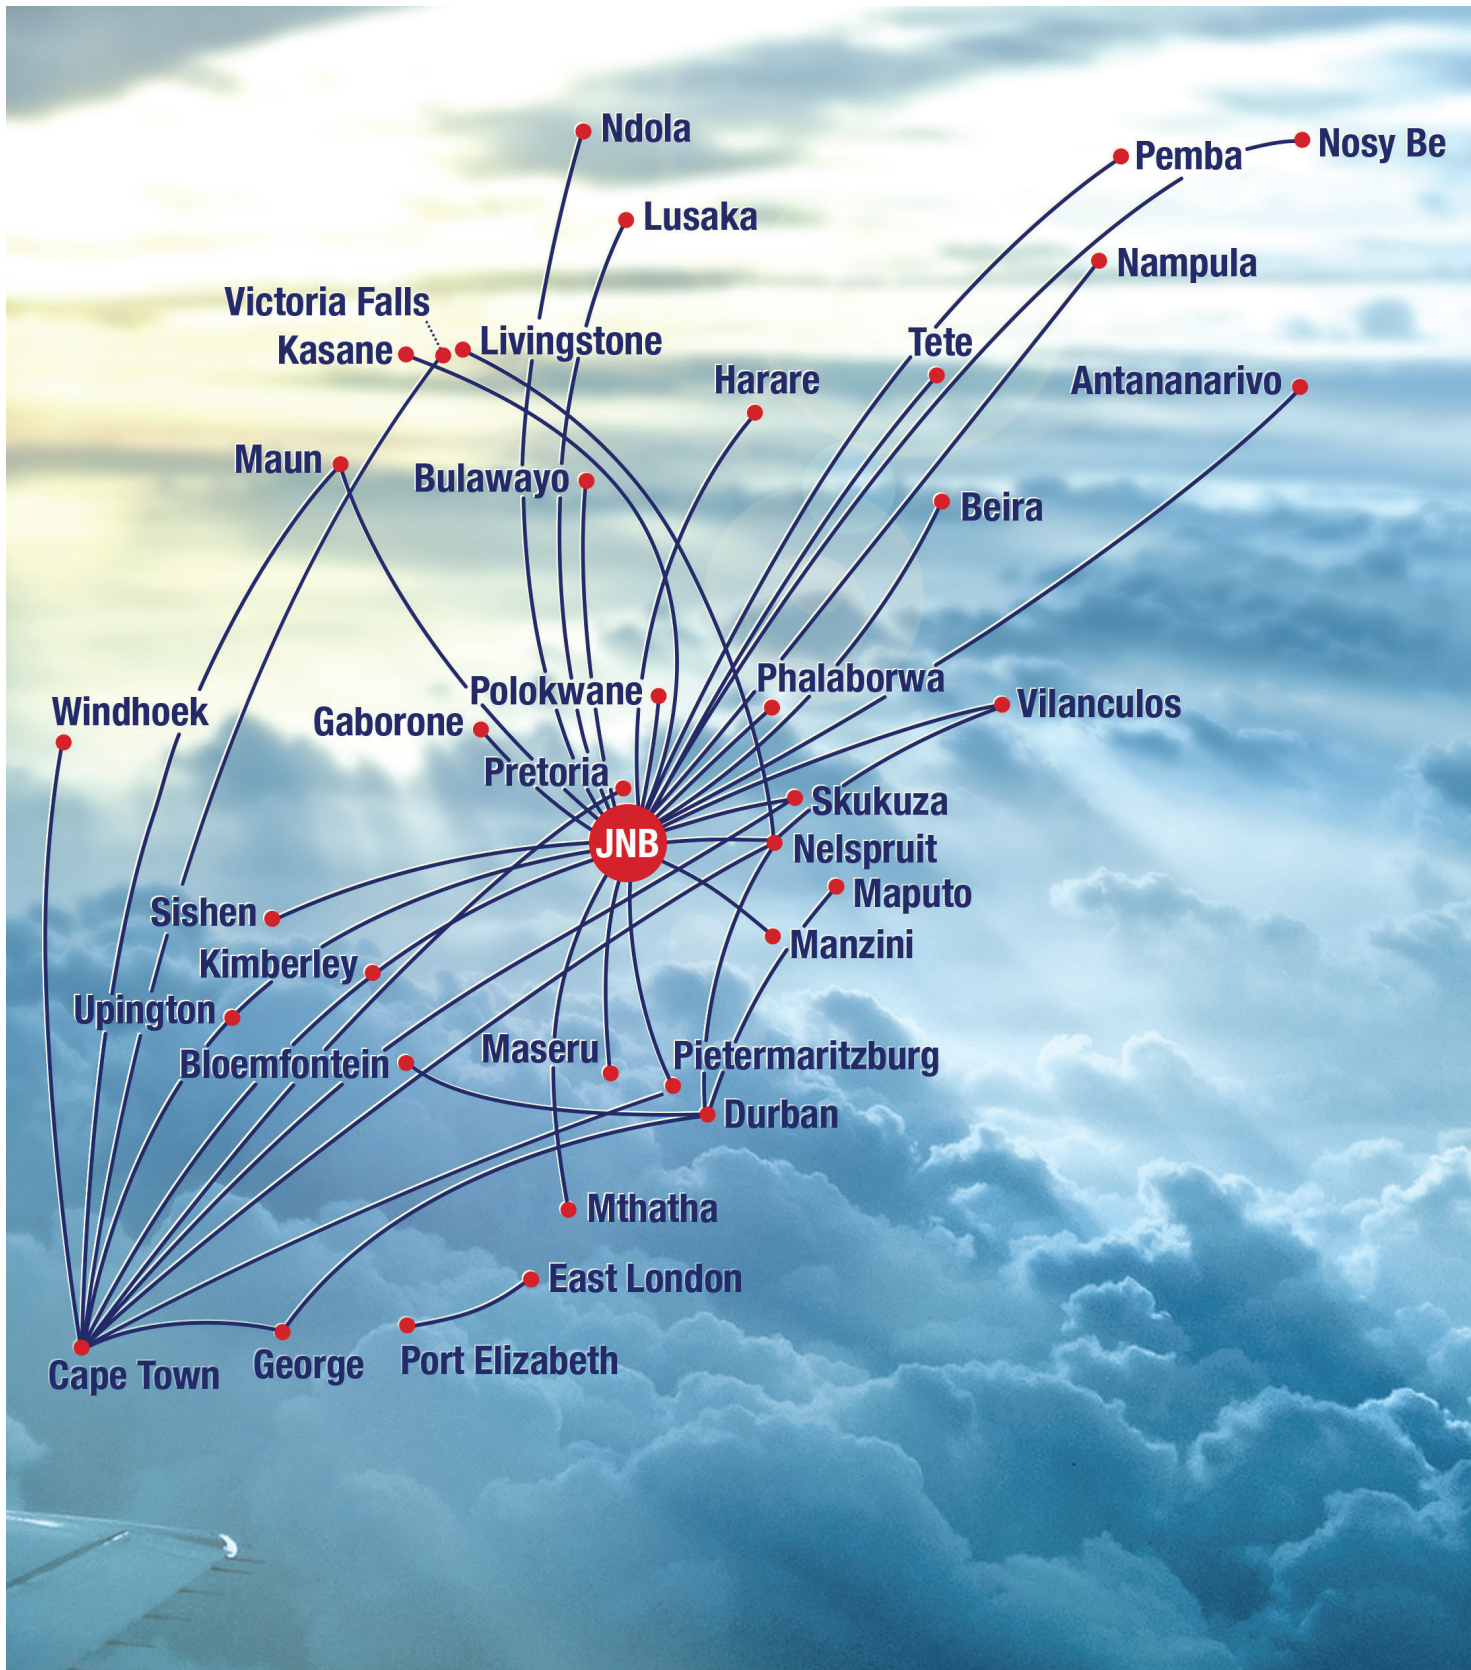 Ndola
Pemba
Nosy Be
Lusaka
Nampula
Victoria Falls
Kasane
Livingstone
Tete
Harare
Antananarivo
Maun
Bulawayo
Beira
Polokwane
Phalaborwa
Windhoek
Gaborone
Vilanculos
Pretoria
Skukuza
JNB
Nelspruit
Maputo
Sishen
Manzini
Kimberley
Upington
Maseru
Pietermaritzburg
Bloemfontein
Durban
Mthatha
East London
Cape Town
George
Port Elizabeth